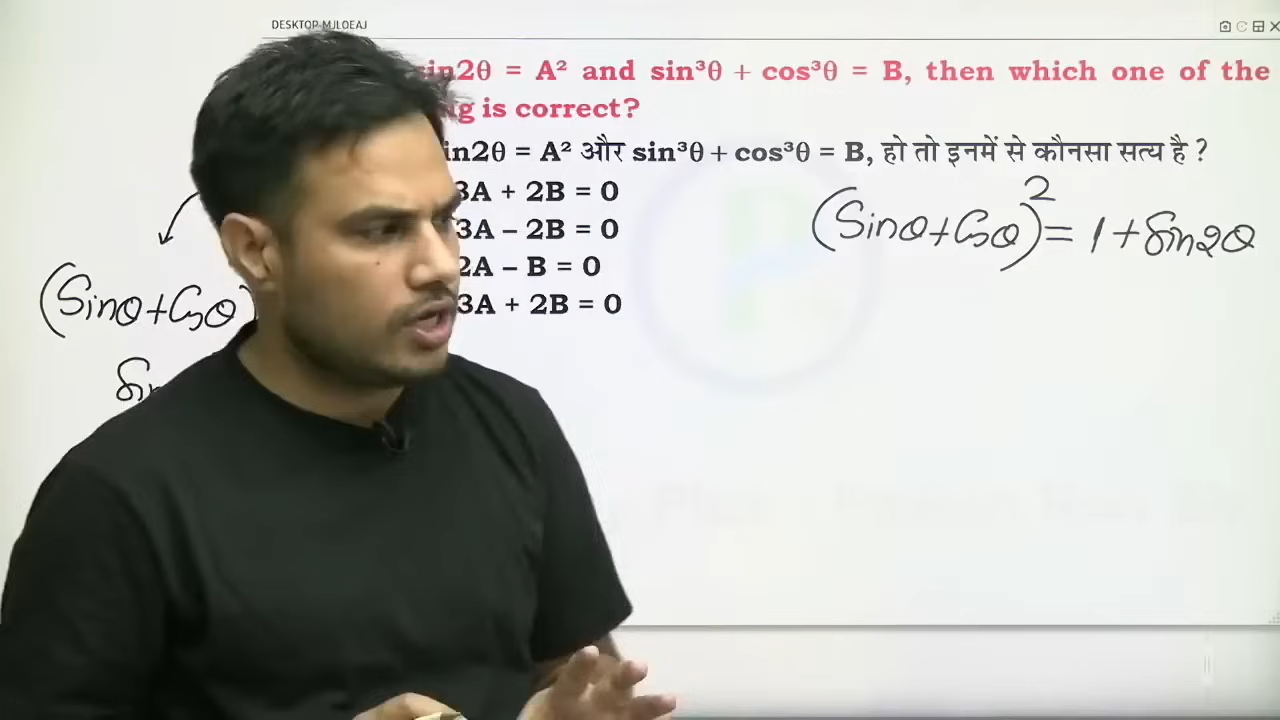 DESKTOP-MJLOEAJ
sin2θ = A² and sin³θ + cos³θ = B, then which one of the
is correct?
in2θ = A² और sin³θ + cos³θ = B, हो तो इनमें से कौनसा सत्य है ?
3A + 2B = 0
3A – 2B = 0
2A – B = 0
3A + 2B = 0
(Sinθ+Cosθ)² = 1 + Sin2θ
(Sinθ+Cosθ)